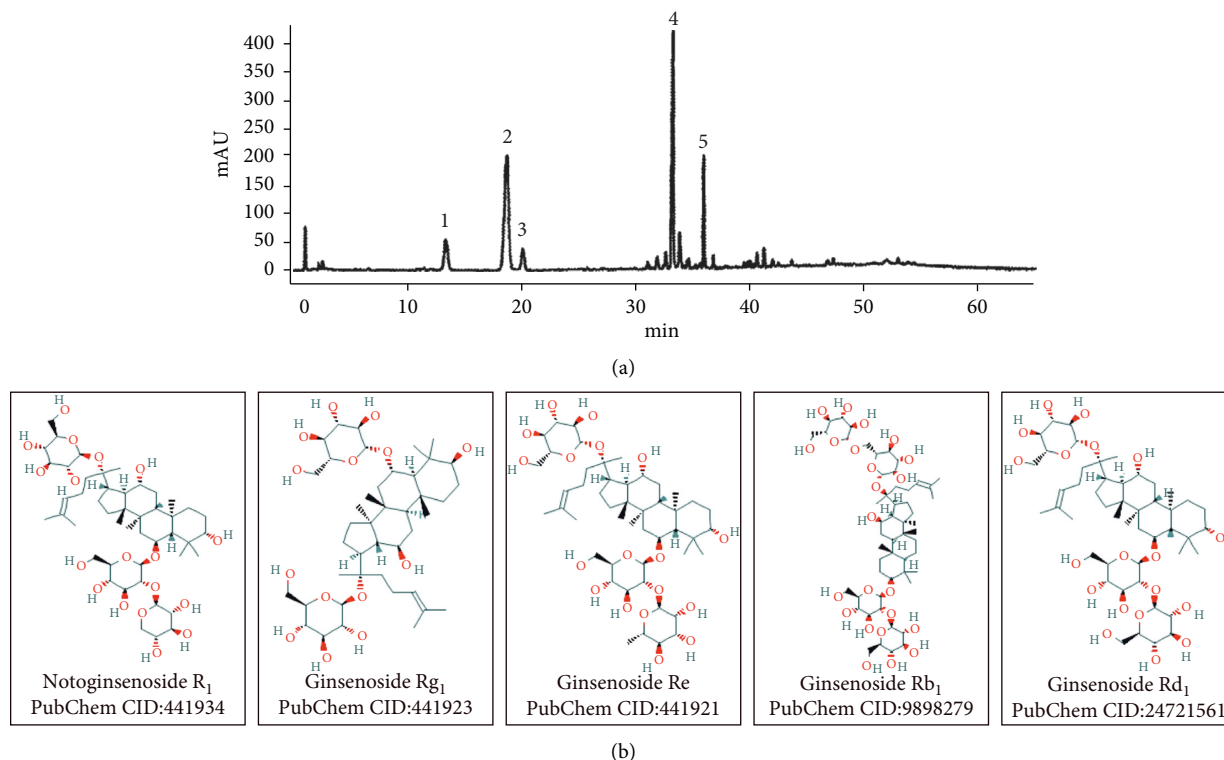 4
400
350
300
250
200
150
100
50
0
mAU
1
2
3
5
0
10
20
30
40
50
60
min
(a)
Notoginsenoside R₁
PubChem CID:441934
Ginsenoside Rg₁
PubChem CID:441923
Ginsenoside Re
PubChem CID:441921
Ginsenoside Rb₁
PubChem CID:9898279
Ginsenoside Rd₁
PubChem CID:24721561
(b)